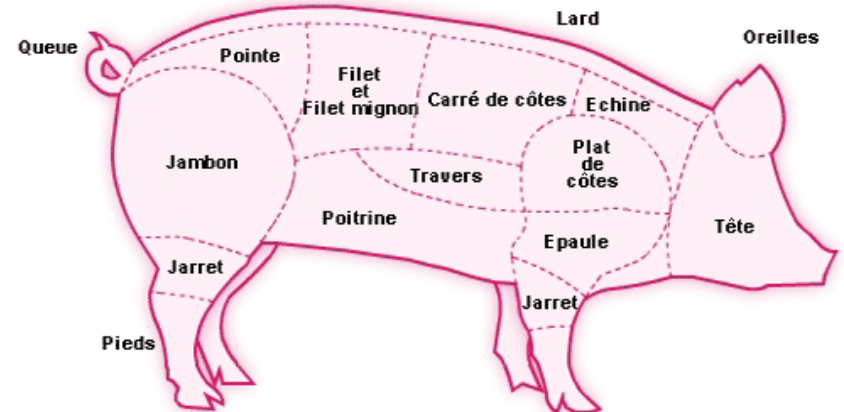 Lard
Oreilles
Queue
Pointe
Filet
et
Filet mignon
Carré de côtes
Echine
Plat
de
côtes
Jambon
Travers
Poitrine
Tête
Epaule
Jarret
Jarret
Pieds